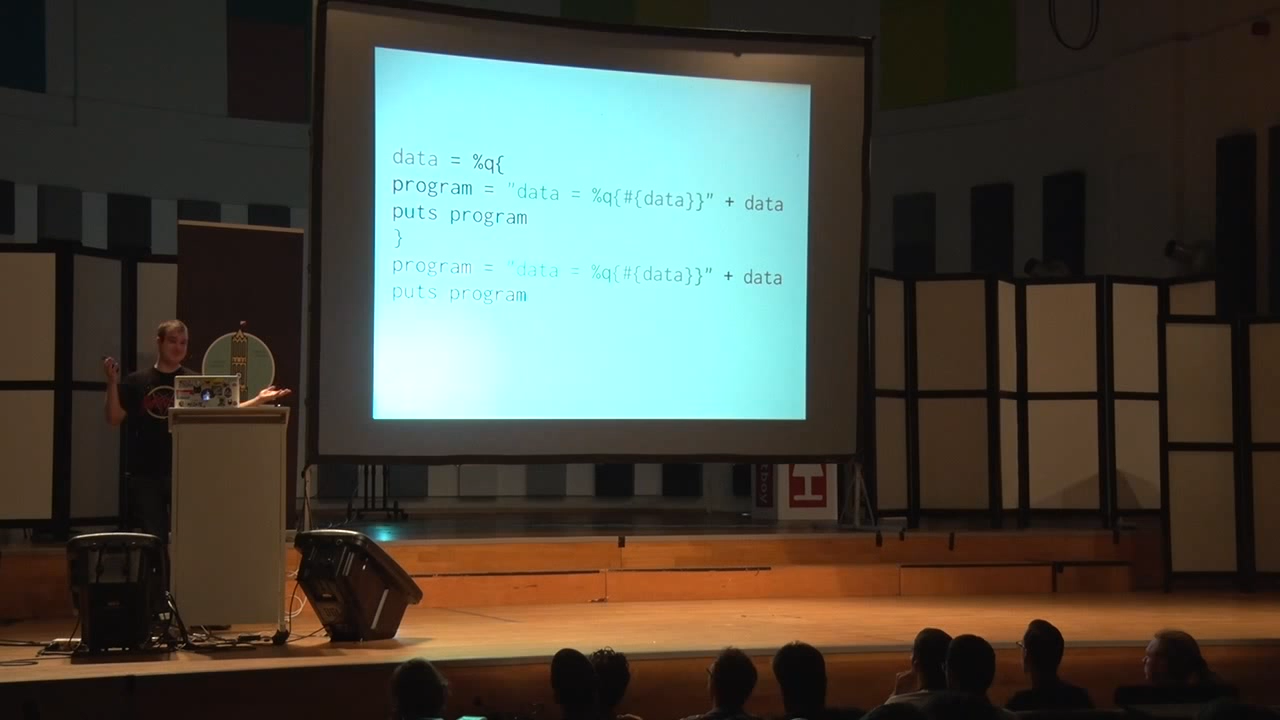 data = %q{
program = "data = %q{#{data}}" + data
puts program
}
program = "data = %q{#{data}}" + data
puts program